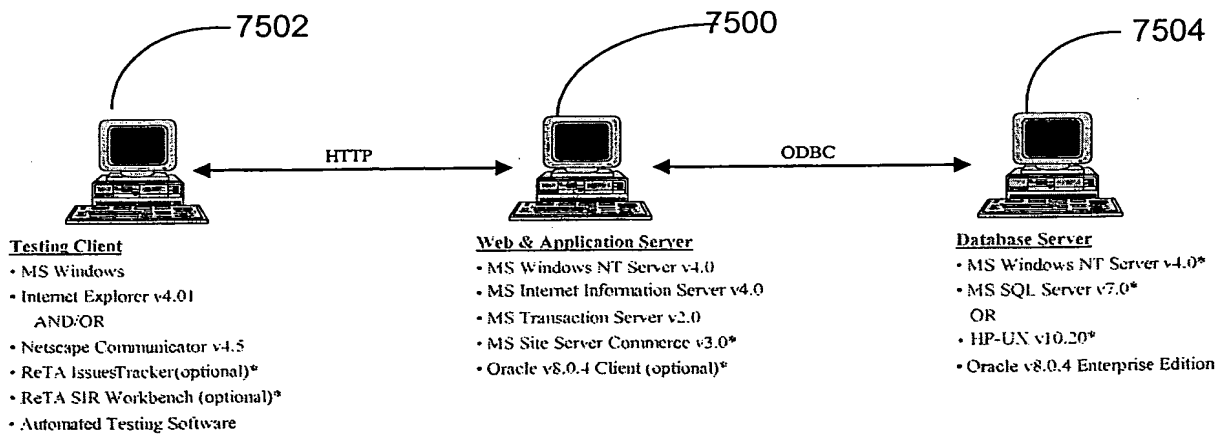 7502
7500
7504
HTTP
ODBC
Testing Client
• MS Windows
• Internet Explorer v4.01
AND/OR
• Netscape Communicator v4.5
• ReTA IssuesTracker(optional)*
• ReTA SIR Workbench (optional)*
• Automated Testing Software
Web & Application Server
• MS Windows NT Server v4.0
• MS Internet Information Server v4.0
• MS Transaction Server v2.0
• MS Site Server Commerce v3.0*
• Oracle v8.0.4 Client (optional)*
Database Server
• MS Windows NT Server v4.0*
• MS SQL Server v7.0*
OR
• HP-UX v10.20*
• Oracle v8.0.4 Enterprise Edition